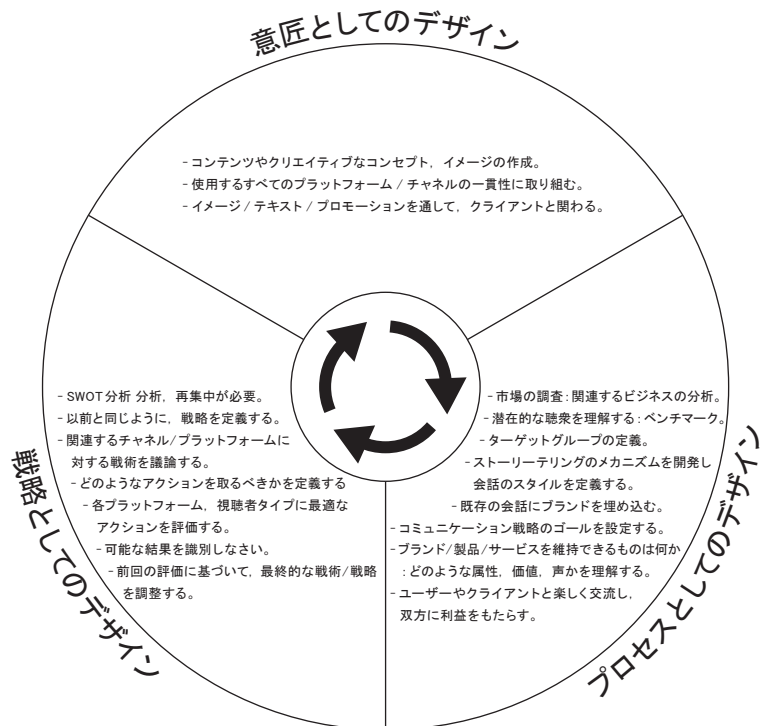 意匠としてのデザイン
- コンテンツやクリエイティブなコンセプト，イメージの作成。
- 使用するすべてのプラットフォーム / チャネルの一貫性に取り組む。
- イメージ / テキスト / プロモーションを通して，クライアントと関わる。
戦略としてのデザイン
- SWOT分析 分析，再集中が必要。
- 以前と同じように，戦略を定義する。
- 関連するチャネル/プラットフォームに
対する戦術を議論する。
- どのようなアクションを取るべきかを定義する
- 各プラットフォーム，視聴者タイプに最適な
アクションを評価する。
- 可能な結果を識別しなさい。
- 前回の評価に基づいて，最終的な戦術/戦略
を調整する。
プロセスとしてのデザイン
- 市場の調査：関連するビジネスの分析。
- 潜在的な聴衆を理解する：ベンチマーク。
- ターゲットグループの定義。
- ストーリーテリングのメカニズムを開発し
会話のスタイルを定義する。
- 既存の会話にブランドを埋め込む。
- コミュニケーション戦略のゴールを設定する。
- ブランド/製品/サービスを維持できるものは何か
：どのような属性，価値，声かを理解する。
- ユーザーやクライアントと楽しく交流し，
双方に利益をもたらす。